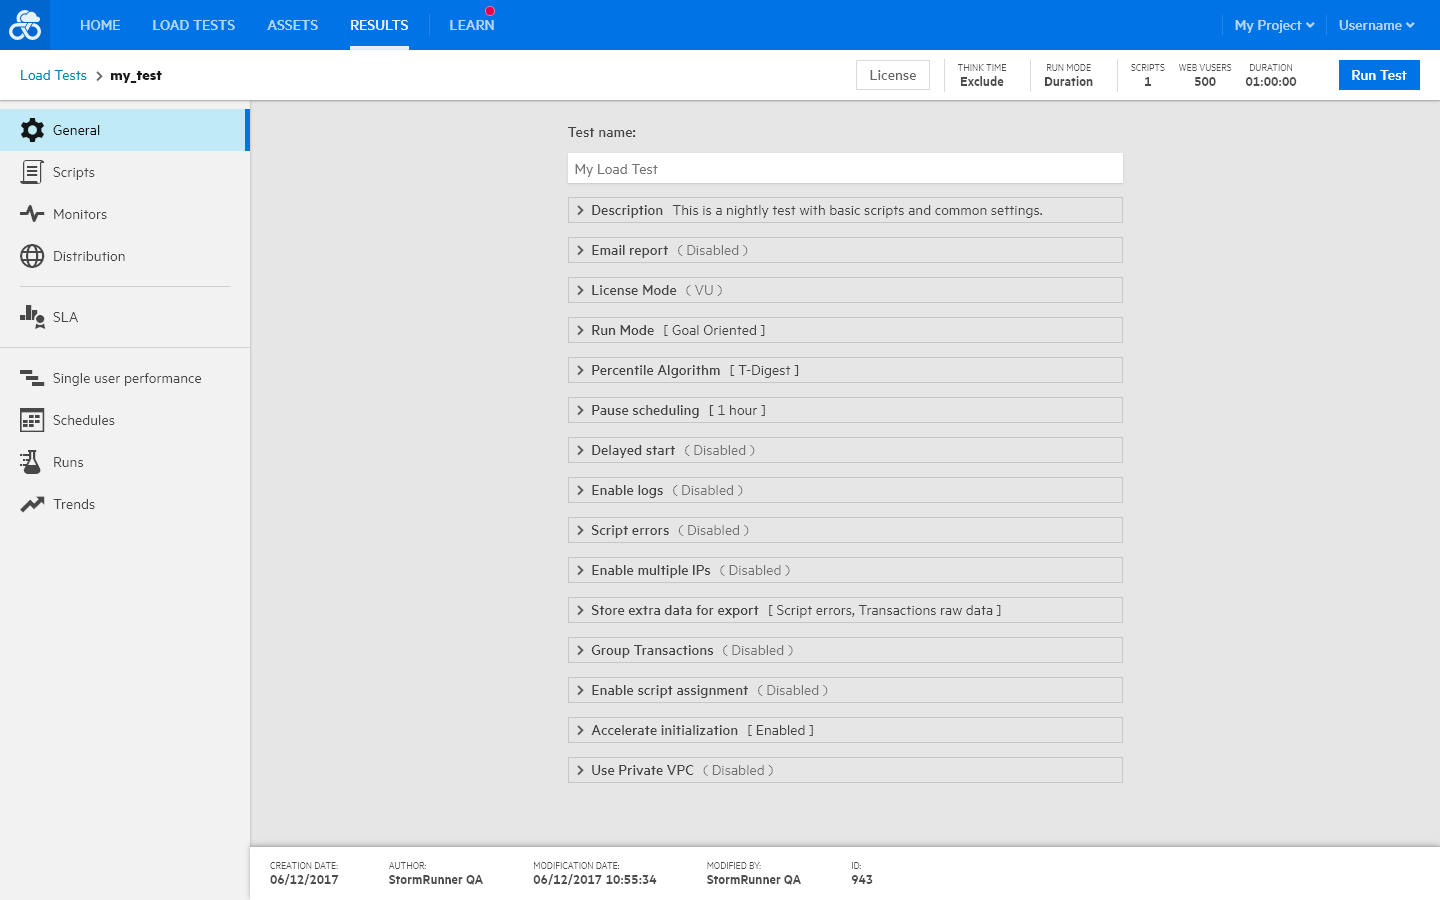 HOME LOAD TESTS ASSETS RESULTS LEARN My Project Username
Load Tests > my_test
License
THINK TIME
Exclude
RUN MODE
Duration
SCRIPTS
1
WEB VUSERS
500
DURATION
01:00:00
Run Test
General
Scripts
Monitors
Distribution
SLA
Single user performance
Schedules
Runs
Trends
Test name:
My Load Test
Description This is a nightly test with basic scripts and common settings.
Email report ( Disabled )
License Mode ( VU )
Run Mode [ Goal Oriented ]
Percentile Algorithm [ T-Digest ]
Pause scheduling [ 1 hour ]
Delayed start ( Disabled )
Enable logs ( Disabled )
Script errors ( Disabled )
Enable multiple IPs ( Disabled )
Store extra data for export [ Script errors, Transactions raw data ]
Group Transactions ( Disabled )
Enable script assignment ( Disabled )
Accelerate initialization [ Enabled ]
Use Private VPC ( Disabled )
CREATION DATE:
06/12/2017
AUTHOR:
StormRunner QA
MODIFICATION DATE:
06/12/2017 10:55:34
MODIFIED BY:
StormRunner QA
ID:
943